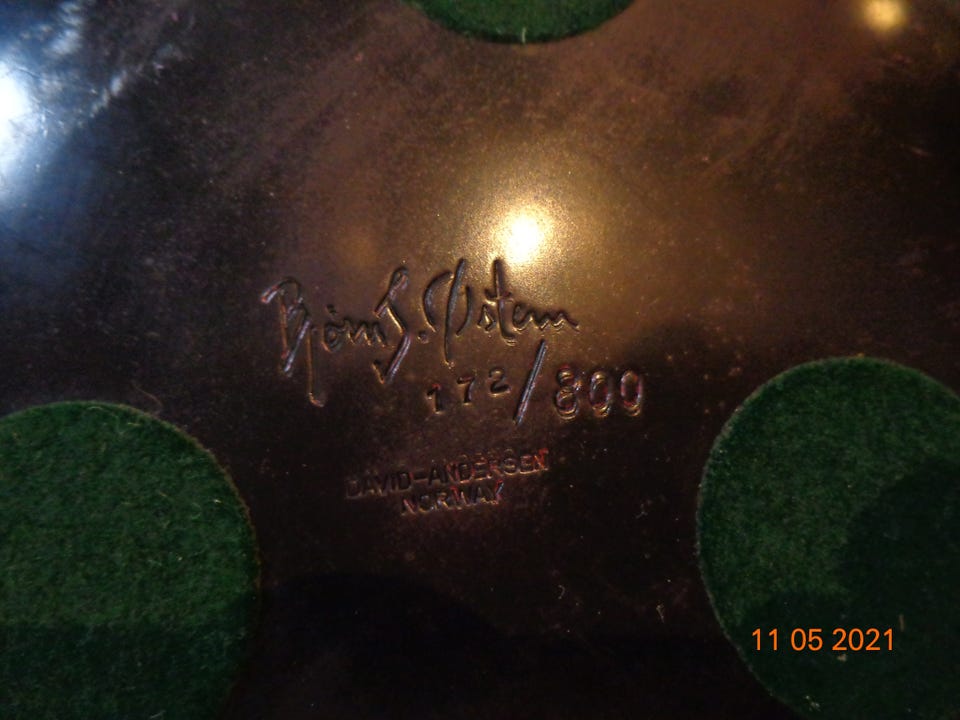 Bjørn S. Østern
172/800
DAVID-ANDERSEN
NORWAY
11 05 2021